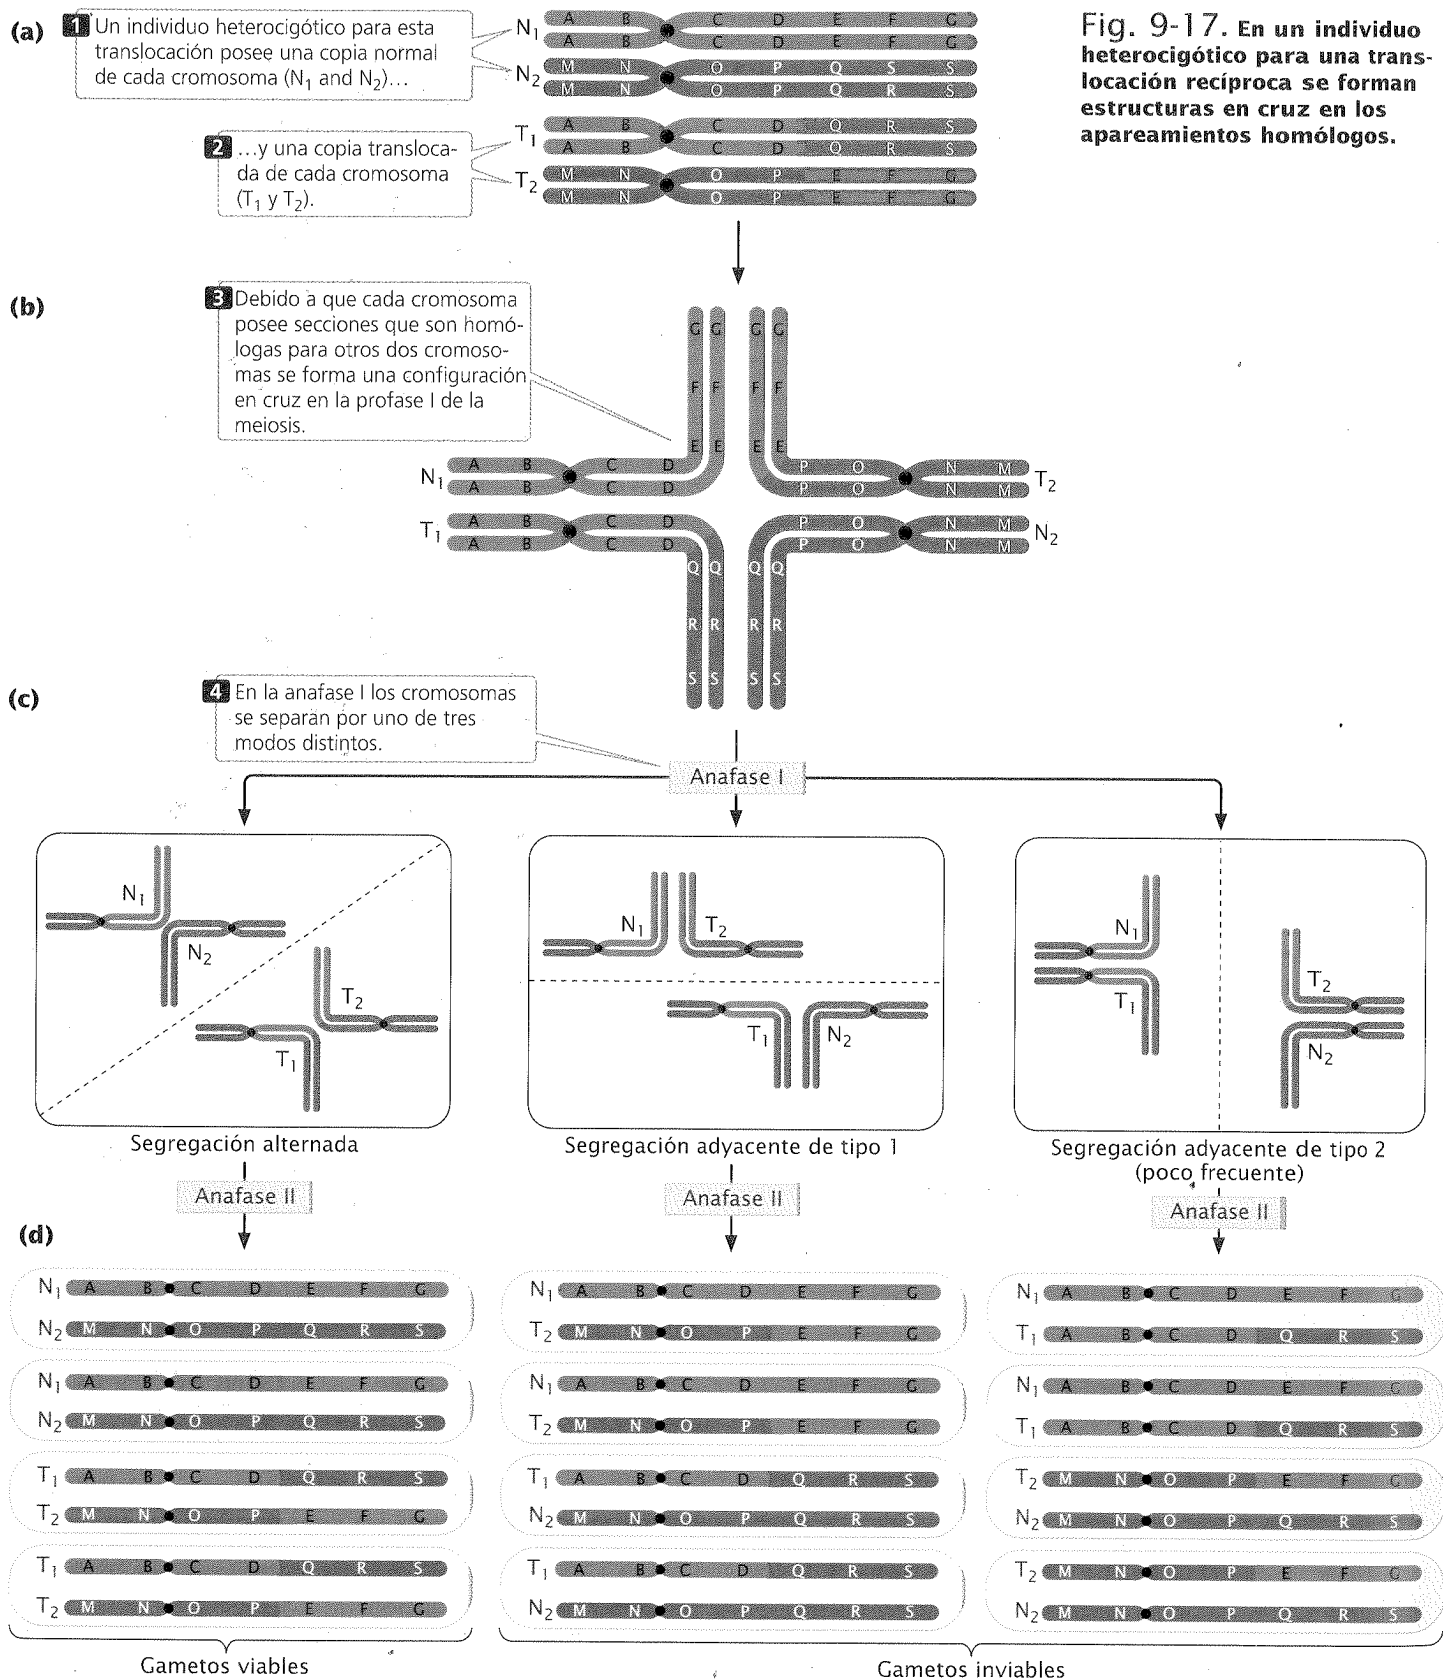 (a)
1 Un individuo heterocigótico para esta
translocación posee una copia normal
de cada cromosoma (N1 and N2)...
N1
A B C D E F G
A B C D E F G
N2
M N O P Q S S
M N O P Q R S
2 ...y una copia transloca-
da de cada cromosoma
(T1 y T2).
T1
A B C D Q R S
A B C D Q R S
T2
M N O P E F G
M N O P E F G
Fig. 9-17. En un individuo
heterocigótico para una trans-
locación recíproca se forman
estructuras en cruz en los
apareamientos homólogos.
(b)
3 Debido a que cada cromosoma
posee secciones que son homó-
logas para otros dos cromoso-
mas se forma una configuración
en cruz en la profase I de la
meiosis.
G G G G
F F F F
E E E E
N1
A B C D
A B C D
P O N M
P O N M
T2
T1
A B C D
A B C D
P O N M
P O N M
N2
Q Q Q Q
R R R R
S S S S
(c)
4 En la anafase I los cromosomas
se separan por uno de tres
modos distintos.
Anafase I
N1
N2
T2
T1
Segregación alternada
Anafase II
N1 T2
T1 N2
Segregación adyacente de tipo 1
Anafase II
N1
T1
T2
N2
Segregación adyacente de tipo 2
(poco frecuente)
Anafase II
(d)
N1 A B C D E F G
N2 M N O P Q R S
N1 A B C D E F G
N2 M N O P Q R S
T1 A B C D Q R S
T2 M N O P E F G
T1 A B C D Q R S
T2 M N O P E F G
Gametos viables
N1 A B C D E F G
T2 M N O P E F G
N1 A B C D E F G
T2 M N O P E F G
T1 A B C D Q R S
N2 M N O P Q R S
T1 A B C D Q R S
N2 M N O P Q R S
N1 A B C D E F G
T1 A B C D Q R S
N1 A B C D E F G
T1 A B C D Q R S
T2 M N O P E F G
N2 M N O P Q R S
T2 M N O P E F G
N2 M N O P Q R S
Gametos inviables